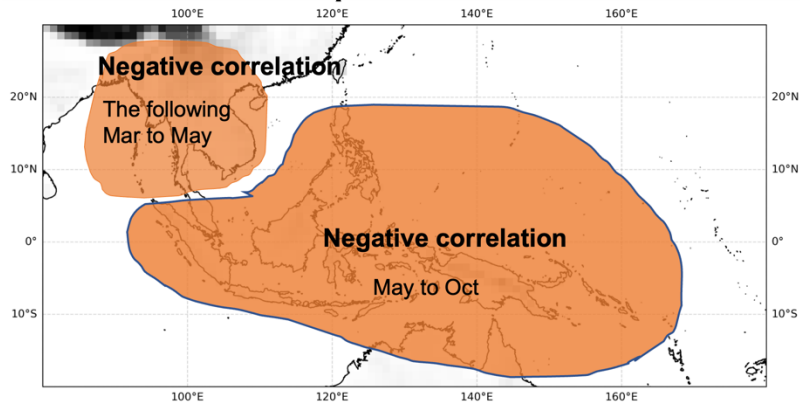 100°E 120°E 140°E 160°E
Negative correlation
The following
Mar to May
20°N 20°N
10°N 10°N
0° 0°
Negative correlation
May to Oct
10°S 10°S
100°E 120°E 140°E 160°E